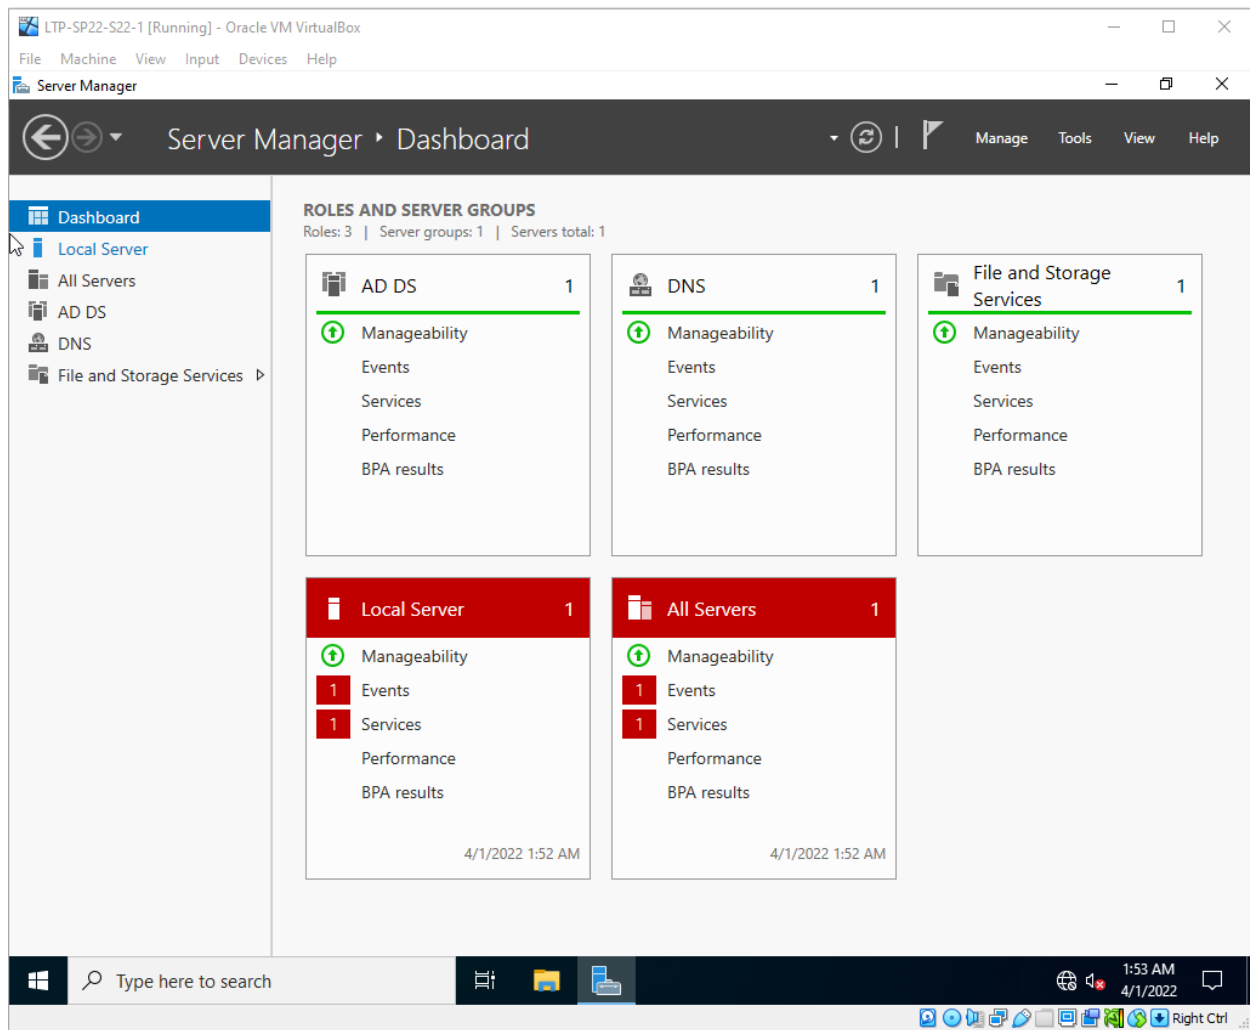 LTP-SP22-S22-1 [Running] - Oracle VM VirtualBox
File Machine View Input Devices Help
Server Manager
Server Manager ‣ Dashboard
Manage Tools View Help
Dashboard
Local Server
All Servers
AD DS
DNS
File and Storage Services
ROLES AND SERVER GROUPS
Roles: 3 | Server groups: 1 | Servers total: 1
AD DS 1
Manageability
Events
Services
Performance
BPA results
DNS 1
Manageability
Events
Services
Performance
BPA results
File and Storage
Services 1
Manageability
Events
Services
Performance
BPA results
Local Server 1
Manageability
1 Events
1 Services
Performance
BPA results
4/1/2022 1:52 AM
All Servers 1
Manageability
1 Events
1 Services
Performance
BPA results
4/1/2022 1:52 AM
Type here to search
1:53 AM
4/1/2022
Right Ctrl